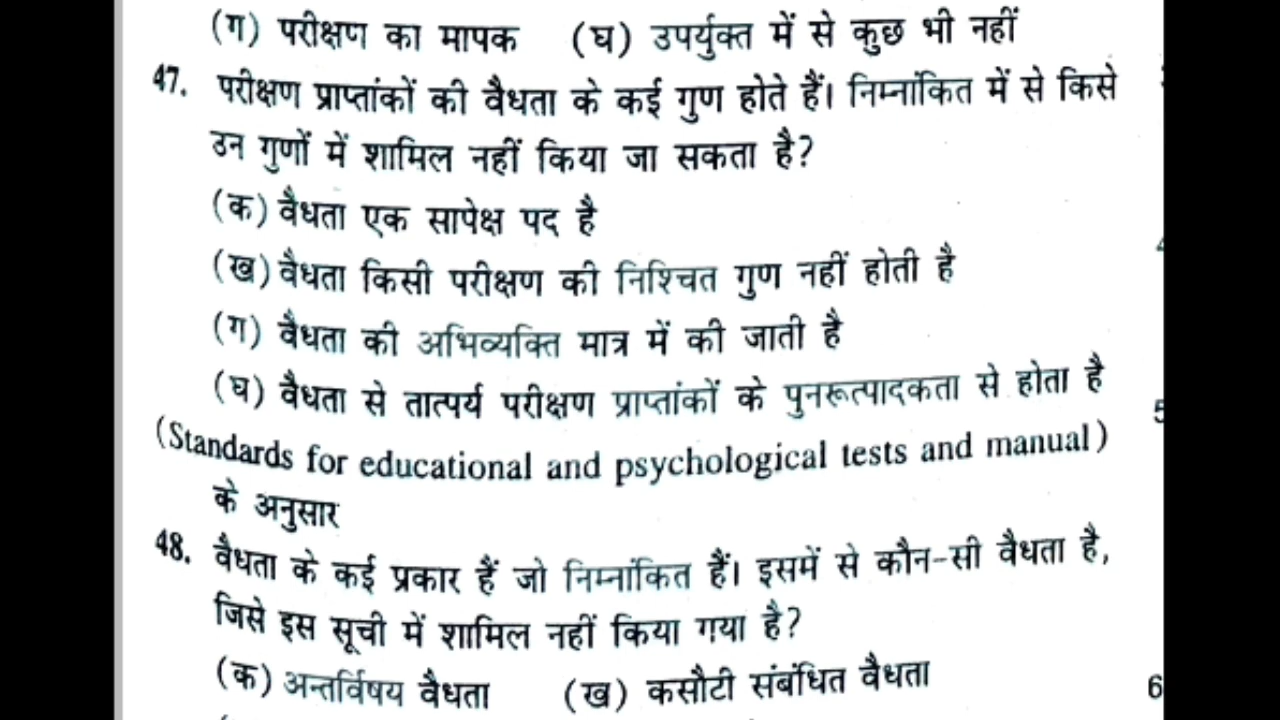 (ग) परीक्षण का मापक (घ) उपर्युक्त में से कुछ भी नहीं
47. परीक्षण प्राप्तांकों की वैधता के कई गुण होते हैं। निम्नांकित में से किसे
उन गुणों में शामिल नहीं किया जा सकता है?
(क) वैधता एक सापेक्ष पद है
(ख) वैधता किसी परीक्षण की निश्चित गुण नहीं होती है
(ग) वैधता की अभिव्यक्ति मात्र में की जाती है
(घ) वैधता से तात्पर्य परीक्षण प्राप्तांकों के पुनरूत्पादकता से होता है
(Standards for educational and psychological tests and manual)
के अनुसार
48. वैधता के कई प्रकार हैं जो निम्नांकित हैं। इसमें से कौन-सी वैधता है,
जिसे इस सूची में शामिल नहीं किया गया है?
(क) अन्तर्विषय वैधता (ख) कसौटी संबंधित वैधता
6